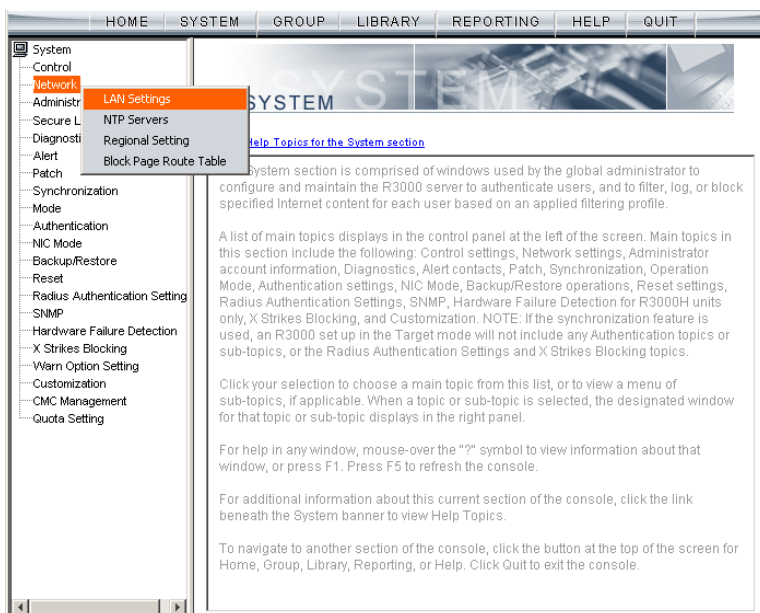 HOME SYSTEM GROUP LIBRARY REPORTING HELP QUIT
System
Control
Network
Administr
Secure L
Diagnosti
Alert
Patch
Synchronization
Mode
Authentication
NIC Mode
Backup/Restore
Reset
Radius Authentication Setting
SNMP
Hardware Failure Detection
X Strikes Blocking
Warn Option Setting
Customization
CMC Management
Quota Setting
LAN Settings
NTP Servers
Regional Setting
Block Page Route Table
SYSTEM
SYSTEM
Help Topics for the System section
System section is comprised of windows used by the global administrator to
configure and maintain the R3000 server to authenticate users, and to filter, log, or block
specified Internet content for each user based on an applied filtering profile.
A list of main topics displays in the control panel at the left of the screen. Main topics in
this section include the following: Control settings, Network settings, Administrator
account information, Diagnostics, Alert contacts, Patch, Synchronization, Operation
Mode, Authentication settings, NIC Mode, Backup/Restore operations, Reset settings,
Radius Authentication Settings, SNMP, Hardware Failure Detection for R3000H units
only, X Strikes Blocking, and Customization. NOTE: If the synchronization feature is
used, an R3000 set up in the Target mode will not include any Authentication topics or
sub-topics, or the Radius Authentication Settings and X Strikes Blocking topics.
Click your selection to choose a main topic from this list, or to view a menu of
sub-topics, if applicable. When a topic or sub-topic is selected, the designated window
for that topic or sub-topic displays in the right panel.
For help in any window, mouse-over the "?" symbol to view information about that
window, or press F1. Press F5 to refresh the console.
For additional information about this current section of the console, click the link
beneath the System banner to view Help Topics.
To navigate to another section of the console, click the button at the top of the screen for
Home, Group, Library, Reporting, or Help. Click Quit to exit the console.